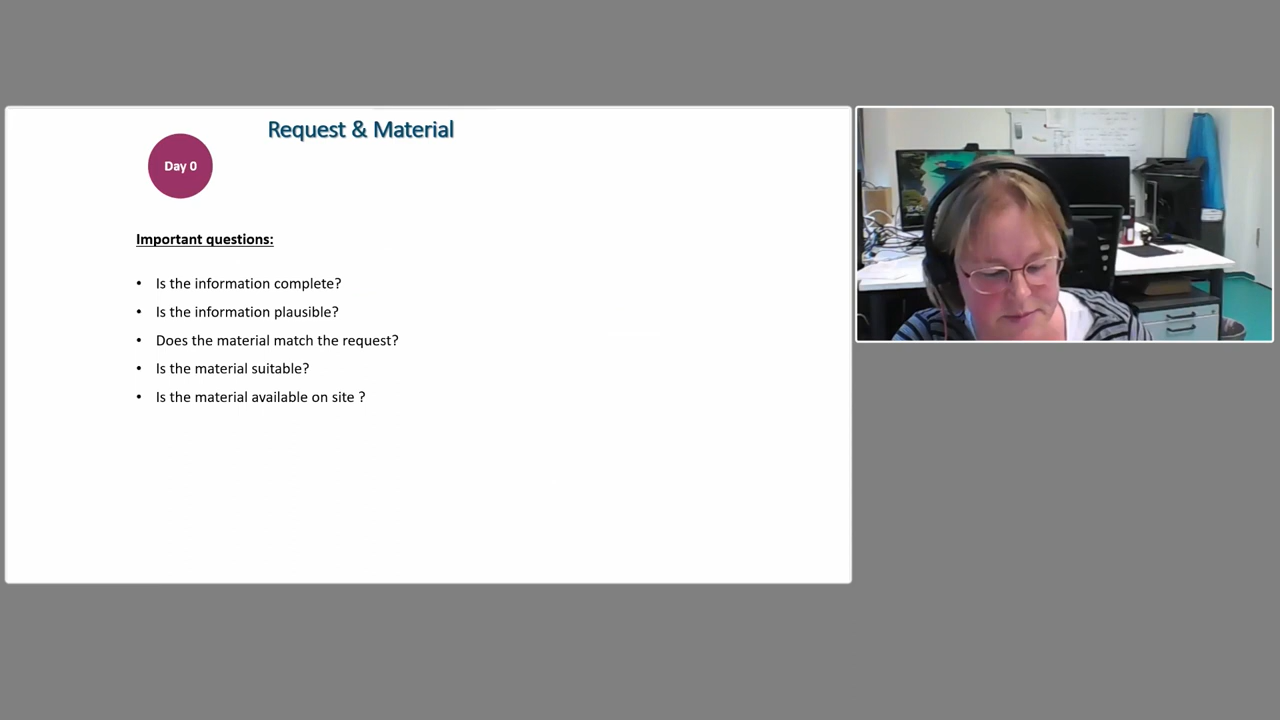 Request & Material
Day 0
Important questions:
• Is the information complete?
• Is the information plausible?
• Does the material match the request?
• Is the material suitable?
• Is the material available on site ?